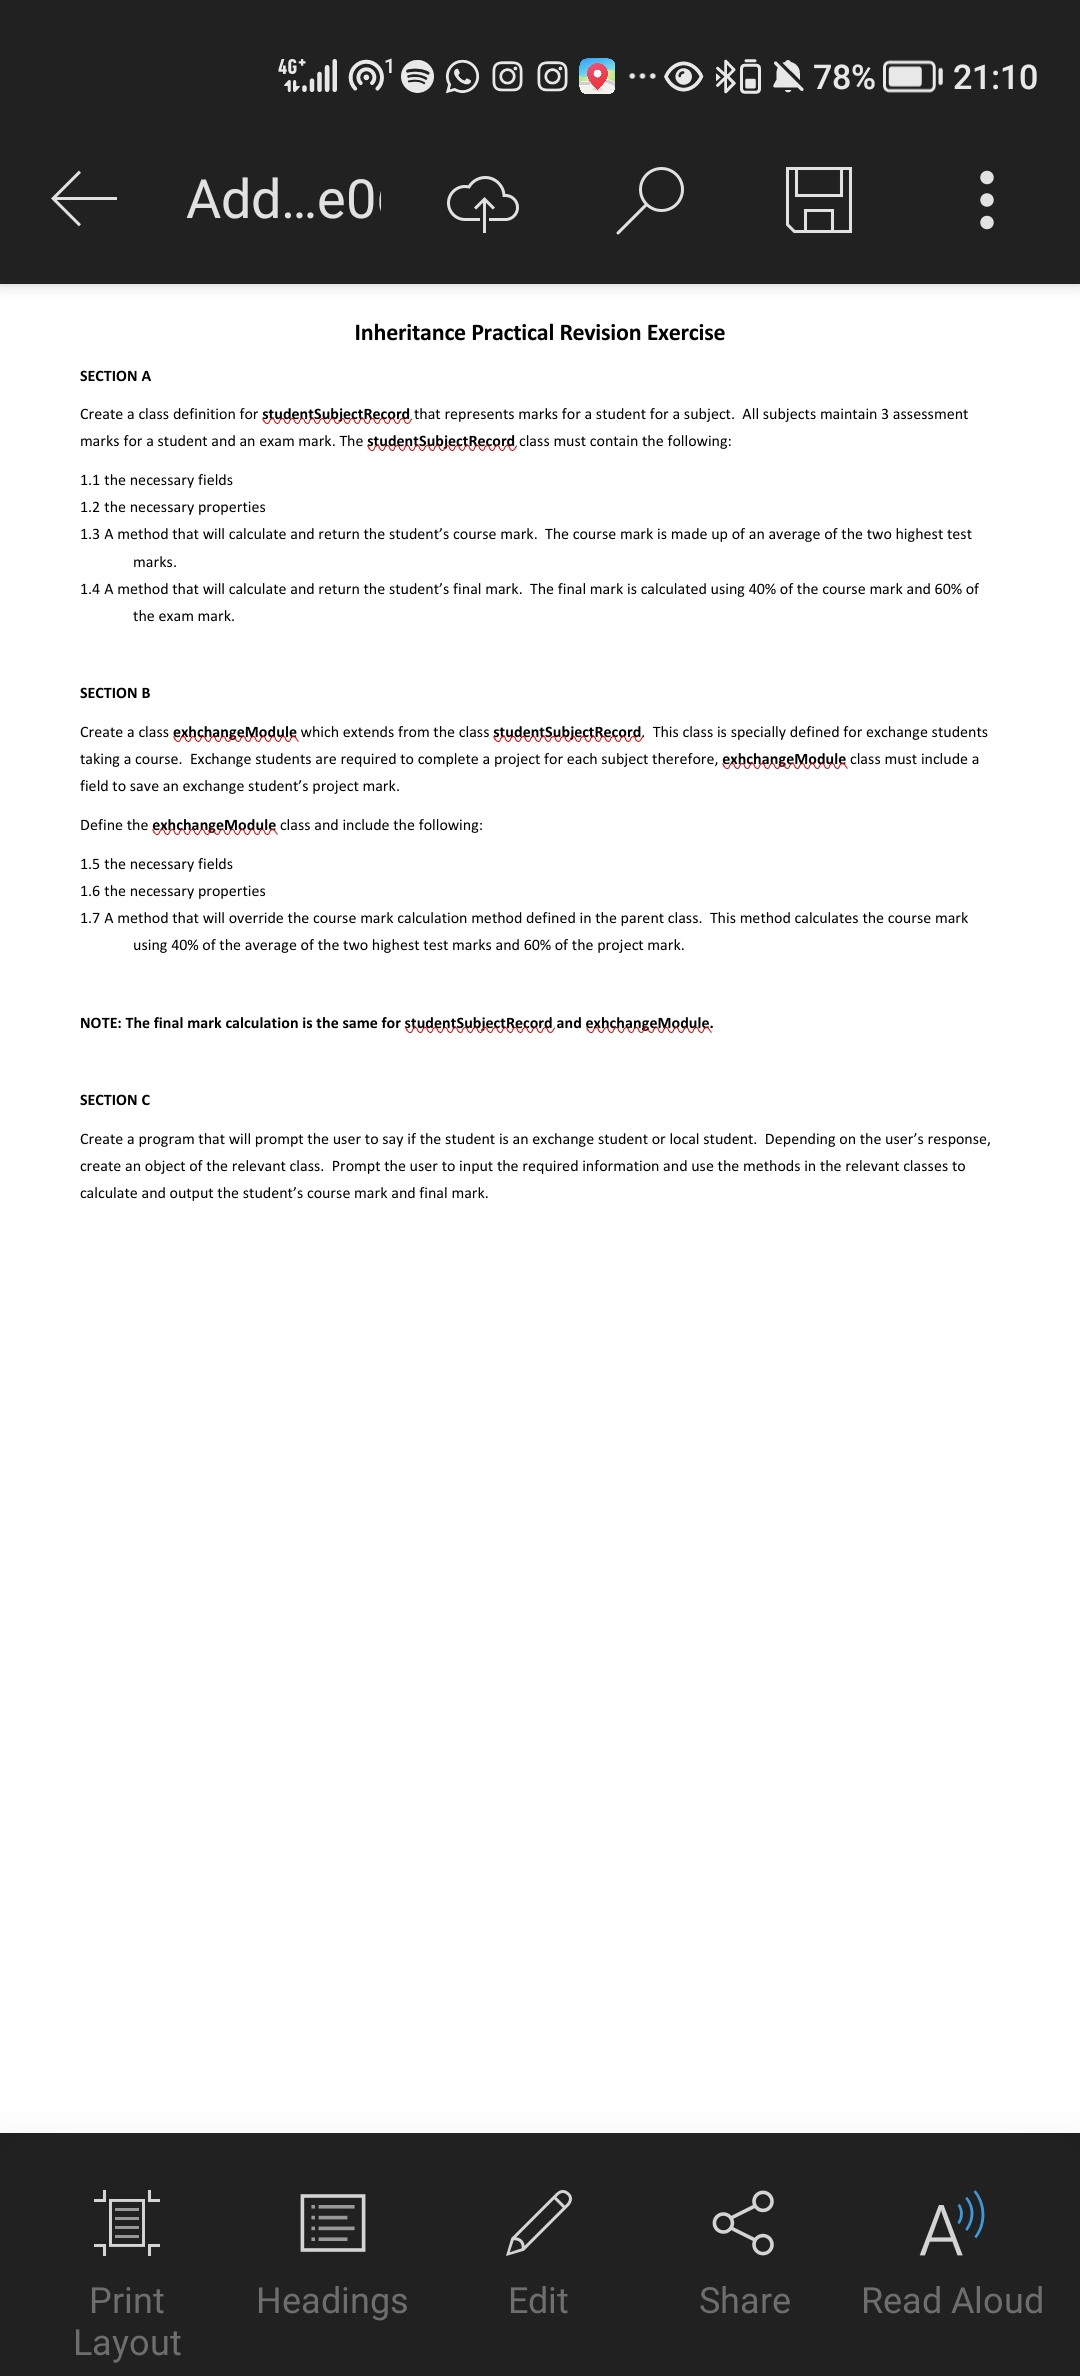 4G+ 1 ... 78% 21:10
Add...e0
Inheritance Practical Revision Exercise
SECTION A
Create a class definition for studentSubjectRecord that represents marks for a student for a subject.  All subjects maintain 3 assessment
marks for a student and an exam mark. The studentSubjectRecord class must contain the following:
1.1 the necessary fields
1.2 the necessary properties
1.3 A method that will calculate and return the student’s course mark.  The course mark is made up of an average of the two highest test
marks.
1.4 A method that will calculate and return the student’s final mark.  The final mark is calculated using 40% of the course mark and 60% of
the exam mark.
SECTION B
Create a class exhchangeModule which extends from the class studentSubjectRecord.  This class is specially defined for exchange students
taking a course.  Exchange students are required to complete a project for each subject therefore, exhchangeModule class must include a
field to save an exchange student’s project mark.
Define the exhchangeModule class and include the following:
1.5 the necessary fields
1.6 the necessary properties
1.7 A method that will override the course mark calculation method defined in the parent class.  This method calculates the course mark
using 40% of the average of the two highest test marks and 60% of the project mark.
NOTE: The final mark calculation is the same for studentSubjectRecord and exhchangeModule.
SECTION C
Create a program that will prompt the user to say if the student is an exchange student or local student.  Depending on the user’s response,
create an object of the relevant class.  Prompt the user to input the required information and use the methods in the relevant classes to
calculate and output the student’s course mark and final mark.
Print Headings Edit Share Read Aloud
Layout